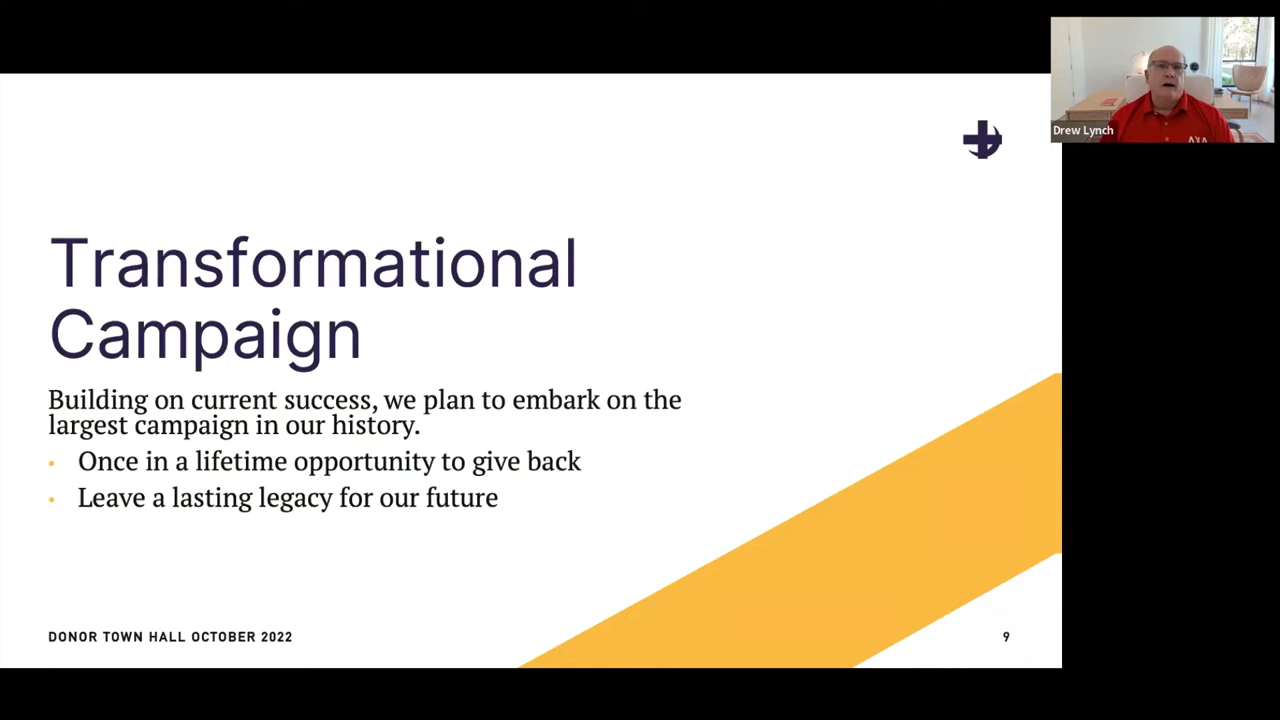 Transformational
Campaign
Building on current success, we plan to embark on the
largest campaign in our history.
• Once in a lifetime opportunity to give back
• Leave a lasting legacy for our future
DONOR TOWN HALL OCTOBER 2022
9
Drew Lynch
ΛΧΑ